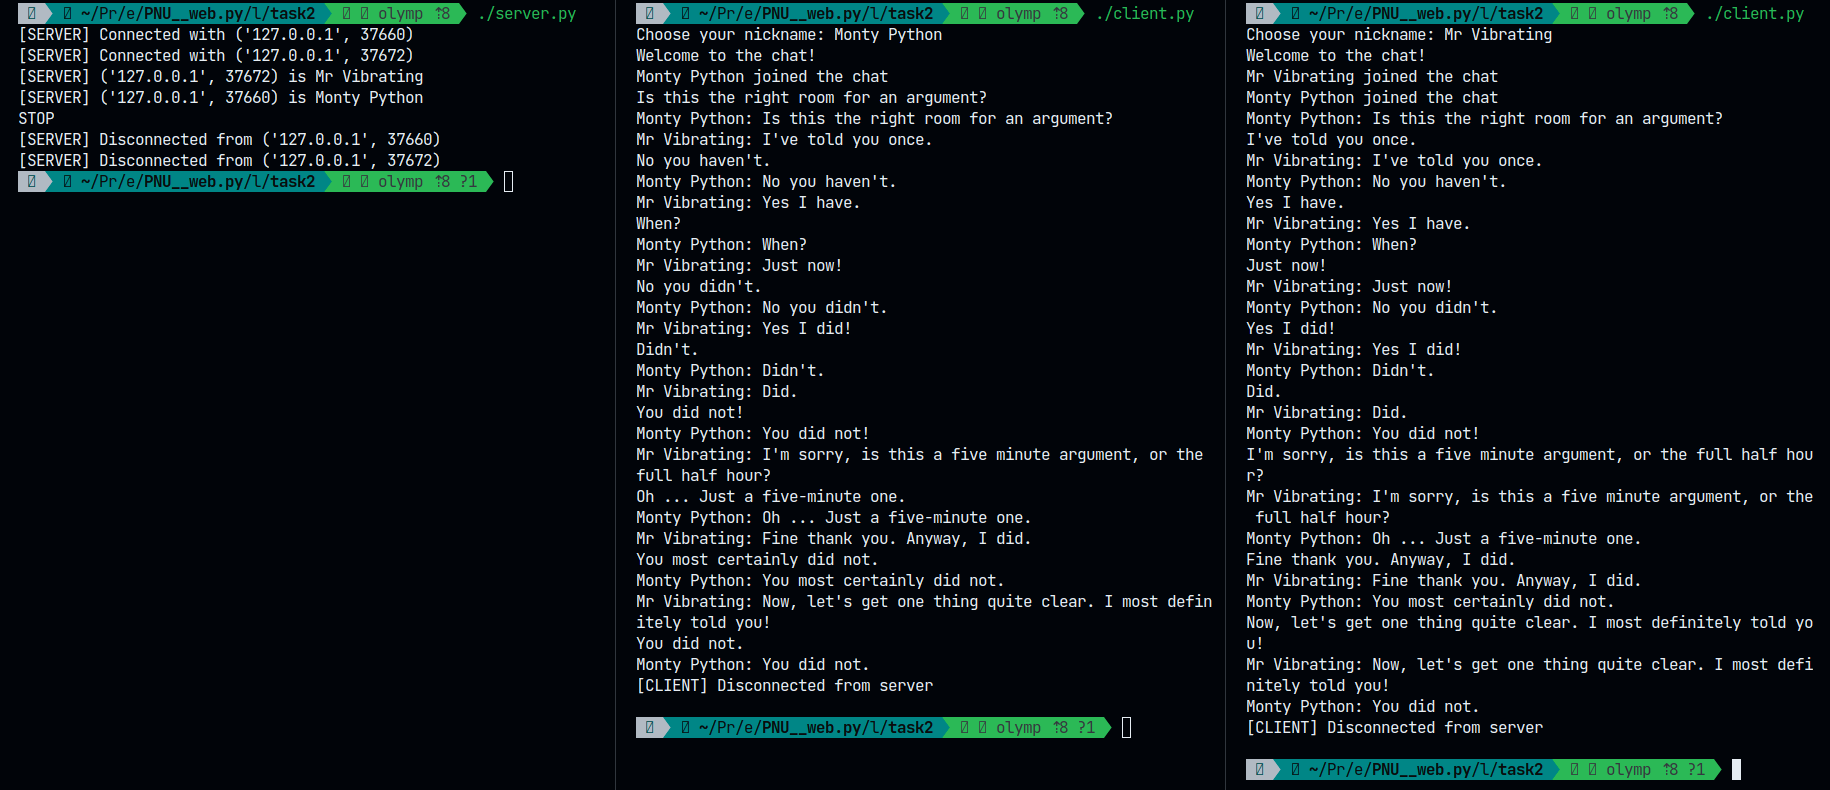 ~/Pr/e/PNU__web.py/l/task2 olymp ⇡8 ./server.py
[SERVER] Connected with ('127.0.0.1', 37660)
[SERVER] Connected with ('127.0.0.1', 37672)
[SERVER] ('127.0.0.1', 37672) is Mr Vibrating
[SERVER] ('127.0.0.1', 37660) is Monty Python
STOP
[SERVER] Disconnected from ('127.0.0.1', 37660)
[SERVER] Disconnected from ('127.0.0.1', 37672)
~/Pr/e/PNU__web.py/l/task2 olymp ⇡8 ?1
~/Pr/e/PNU__web.py/l/task2 olymp ⇡8 ./client.py
Choose your nickname: Monty Python
Welcome to the chat!
Monty Python joined the chat
Is this the right room for an argument?
Monty Python: Is this the right room for an argument?
Mr Vibrating: I've told you once.
No you haven't.
Monty Python: No you haven't.
Mr Vibrating: Yes I have.
When?
Monty Python: When?
Mr Vibrating: Just now!
No you didn't.
Monty Python: No you didn't.
Mr Vibrating: Yes I did!
Didn't.
Monty Python: Didn't.
Mr Vibrating: Did.
You did not!
Monty Python: You did not!
Mr Vibrating: I'm sorry, is this a five minute argument, or the
full half hour?
Oh ... Just a five-minute one.
Monty Python: Oh ... Just a five-minute one.
Mr Vibrating: Fine thank you. Anyway, I did.
You most certainly did not.
Monty Python: You most certainly did not.
Mr Vibrating: Now, let's get one thing quite clear. I most defin
itely told you!
You did not.
Monty Python: You did not.
[CLIENT] Disconnected from server
~/Pr/e/PNU__web.py/l/task2 olymp ⇡8 ?1
~/Pr/e/PNU__web.py/l/task2 olymp ⇡8 ./client.py
Choose your nickname: Mr Vibrating
Welcome to the chat!
Mr Vibrating joined the chat
Monty Python joined the chat
Monty Python: Is this the right room for an argument?
I've told you once.
Mr Vibrating: I've told you once.
Monty Python: No you haven't.
Yes I have.
Mr Vibrating: Yes I have.
Monty Python: When?
Just now!
Mr Vibrating: Just now!
Monty Python: No you didn't.
Yes I did!
Mr Vibrating: Yes I did!
Monty Python: Didn't.
Did.
Mr Vibrating: Did.
Monty Python: You did not!
I'm sorry, is this a five minute argument, or the full half hou
r?
Mr Vibrating: I'm sorry, is this a five minute argument, or the
full half hour?
Monty Python: Oh ... Just a five-minute one.
Fine thank you. Anyway, I did.
Mr Vibrating: Fine thank you. Anyway, I did.
Monty Python: You most certainly did not.
Now, let's get one thing quite clear. I most definitely told yo
u!
Mr Vibrating: Now, let's get one thing quite clear. I most defi
nitely told you!
Monty Python: You did not.
[CLIENT] Disconnected from server
~/Pr/e/PNU__web.py/l/task2 olymp ⇡8 ?1